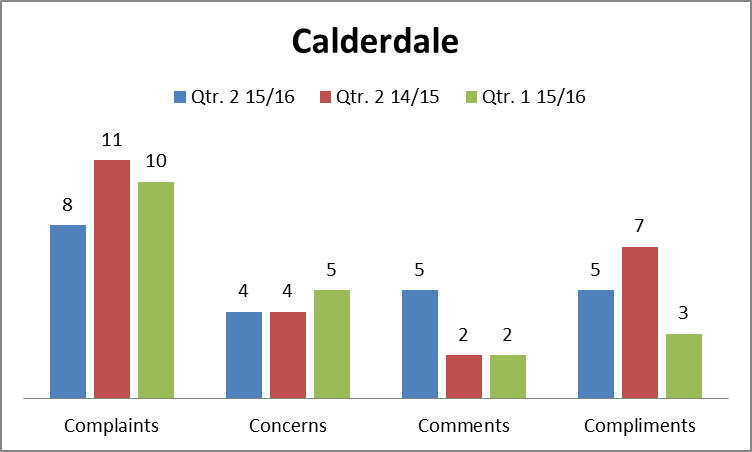 Calderdale
Qtr. 2 15/16 Qtr. 2 14/15 Qtr. 1 15/16
8 11 10
4 4 5
5 2 2
5 7 3
Complaints Concerns Comments Compliments